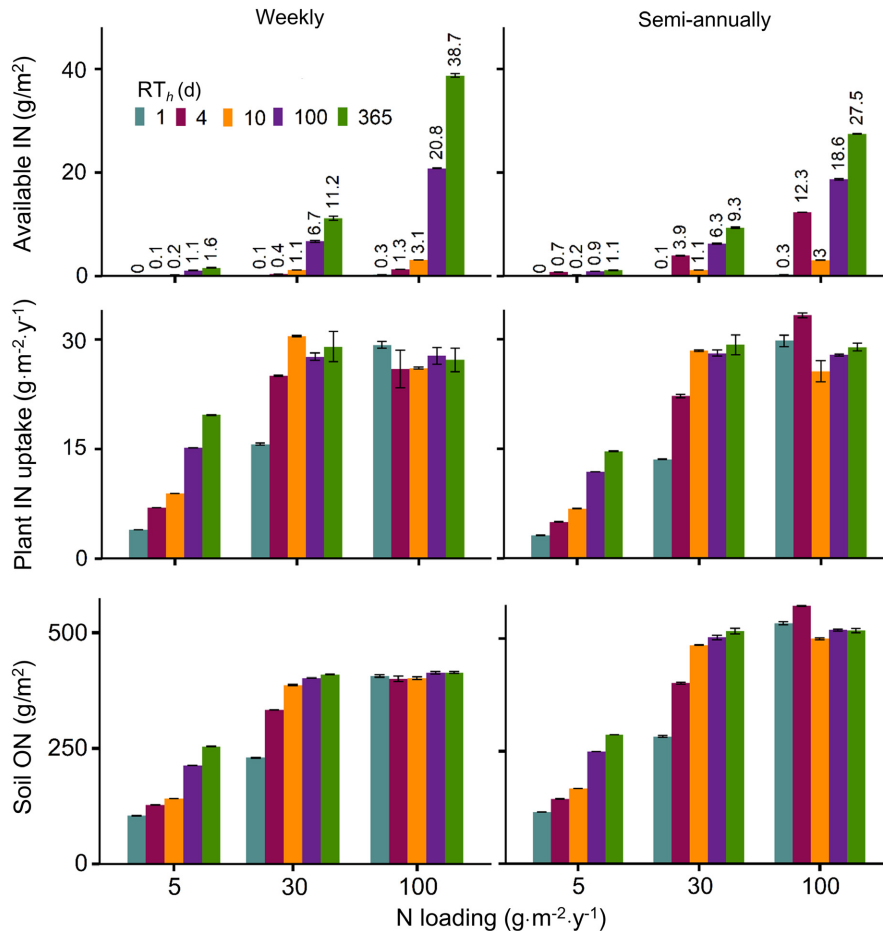 Weekly
Semi-annually
Available IN (g/m²)
40
20
0
RTₕ (d)
1 4 10 100 365
0 0.1 0.2 1.1 1.6 0.1 0.4 1.1 6.7 11.2 0.3 1.3 3.1 20.8 38.7
0 0.7 0.2 0.9 1.1 0.1 3.9 1.1 6.3 9.3 0.3 12.3 3 18.6 27.5
Plant IN uptake (g·m⁻²·y⁻¹)
30
15
0
Soil ON (g/m²)
500
250
0
5 30 100 5 30 100
N loading (g·m⁻²·y⁻¹)